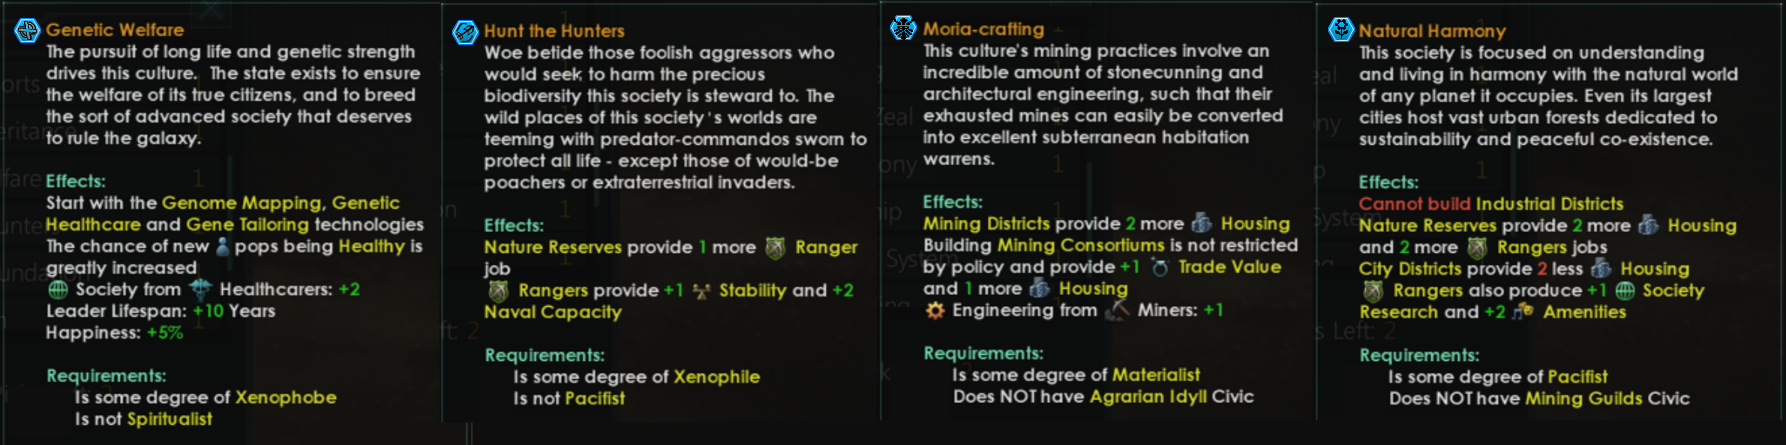 Genetic Welfare
The pursuit of long life and genetic strength
drives this culture. The state exists to ensure
the welfare of its true citizens, and to breed
the sort of advanced society that deserves
to rule the galaxy.
Effects:
Start with the Genome Mapping, Genetic
Healthcare and Gene Tailoring technologies
The chance of new pops being Healthy is
greatly increased
Society from Healthcarers: +2
Leader Lifespan: +10 Years
Happiness: +5%
Requirements:
Is some degree of Xenophobe
Is not Spiritualist
Hunt the Hunters
Woe betide those foolish aggressors who
would seek to harm the precious
biodiversity this society is steward to. The
wild places of this society's worlds are
teeming with predator-commandos sworn to
protect all life - except those of would-be
poachers or extraterrestrial invaders.
Effects:
Nature Reserves provide 1 more Ranger
job
Rangers provide +1 Stability and +2
Naval Capacity
Requirements:
Is some degree of Xenophile
Is not Pacifist
Moria-crafting
This culture's mining practices involve an
incredible amount of stonecunning and
architectural engineering, such that their
exhausted mines can easily be converted
into excellent subterranean habitation
warrens.
Effects:
Mining Districts provide 2 more Housing
Building Mining Consortiums is not restricted
by policy and provide +1 Trade Value
and 1 more Housing
Engineering from Miners: +1
Requirements:
Is some degree of Materialist
Does NOT have Agrarian Idyll Civic
Natural Harmony
This society is focused on understanding
and living in harmony with the natural world
of any planet it occupies. Even its largest
cities host vast urban forests dedicated to
sustainability and peaceful co-existence.
Effects:
Cannot build Industrial Districts
Nature Reserves provide 2 more Housing
and 2 more Rangers jobs
City Districts provide 2 less Housing
Rangers also produce +1 Society
Research and +2 Amenities
Requirements:
Is some degree of Pacifist
Does NOT have Mining Guilds Civic